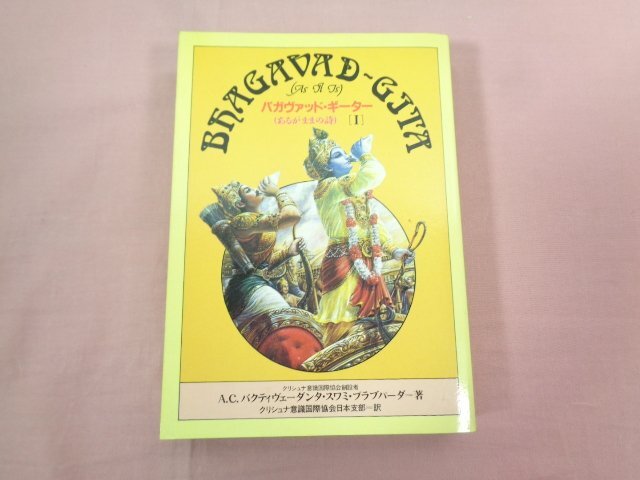 BHAGAVAD-GITA
(As It Is)
バガヴァッド・ギーター
(あるがままの詩) [I]
クリシュナ意識国際協会創設者
A.C. バクティヴェーダンタ・スワミ・プラブパーダー著
クリシュナ意識国際協会日本支部—訳